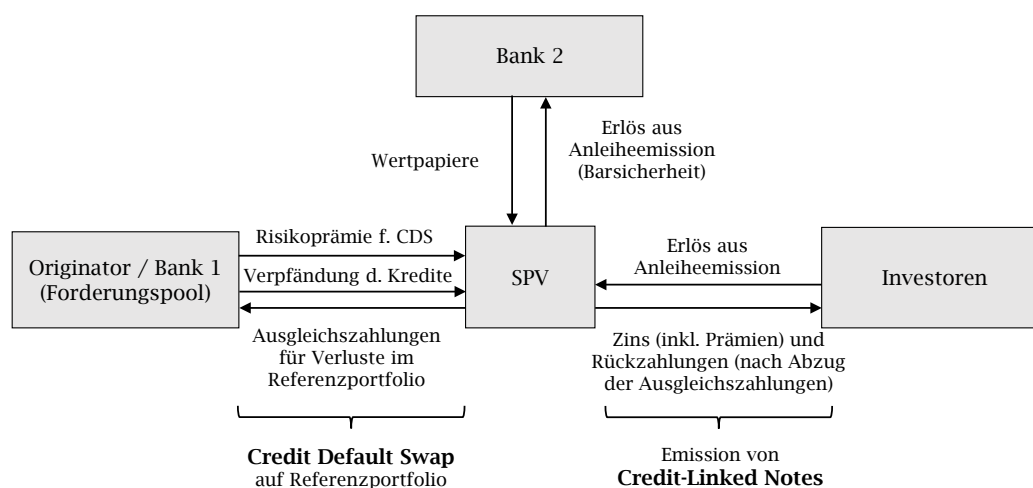 Bank 2
Wertpapiere
Erlös aus
Anleiheemission
(Barsicherheit)
Originator / Bank 1
(Forderungspool)
Risikoprämie f. CDS
Verpfändung d. Kredite
Ausgleichszahlungen
für Verluste im
Referenzportfolio
SPV
Erlös aus
Anleiheemission
Zins (inkl. Prämien) und
Rückzahlungen (nach Abzug
der Ausgleichszahlungen)
Investoren
Credit Default Swap
auf Referenzportfolio
Emission von
Credit-Linked Notes